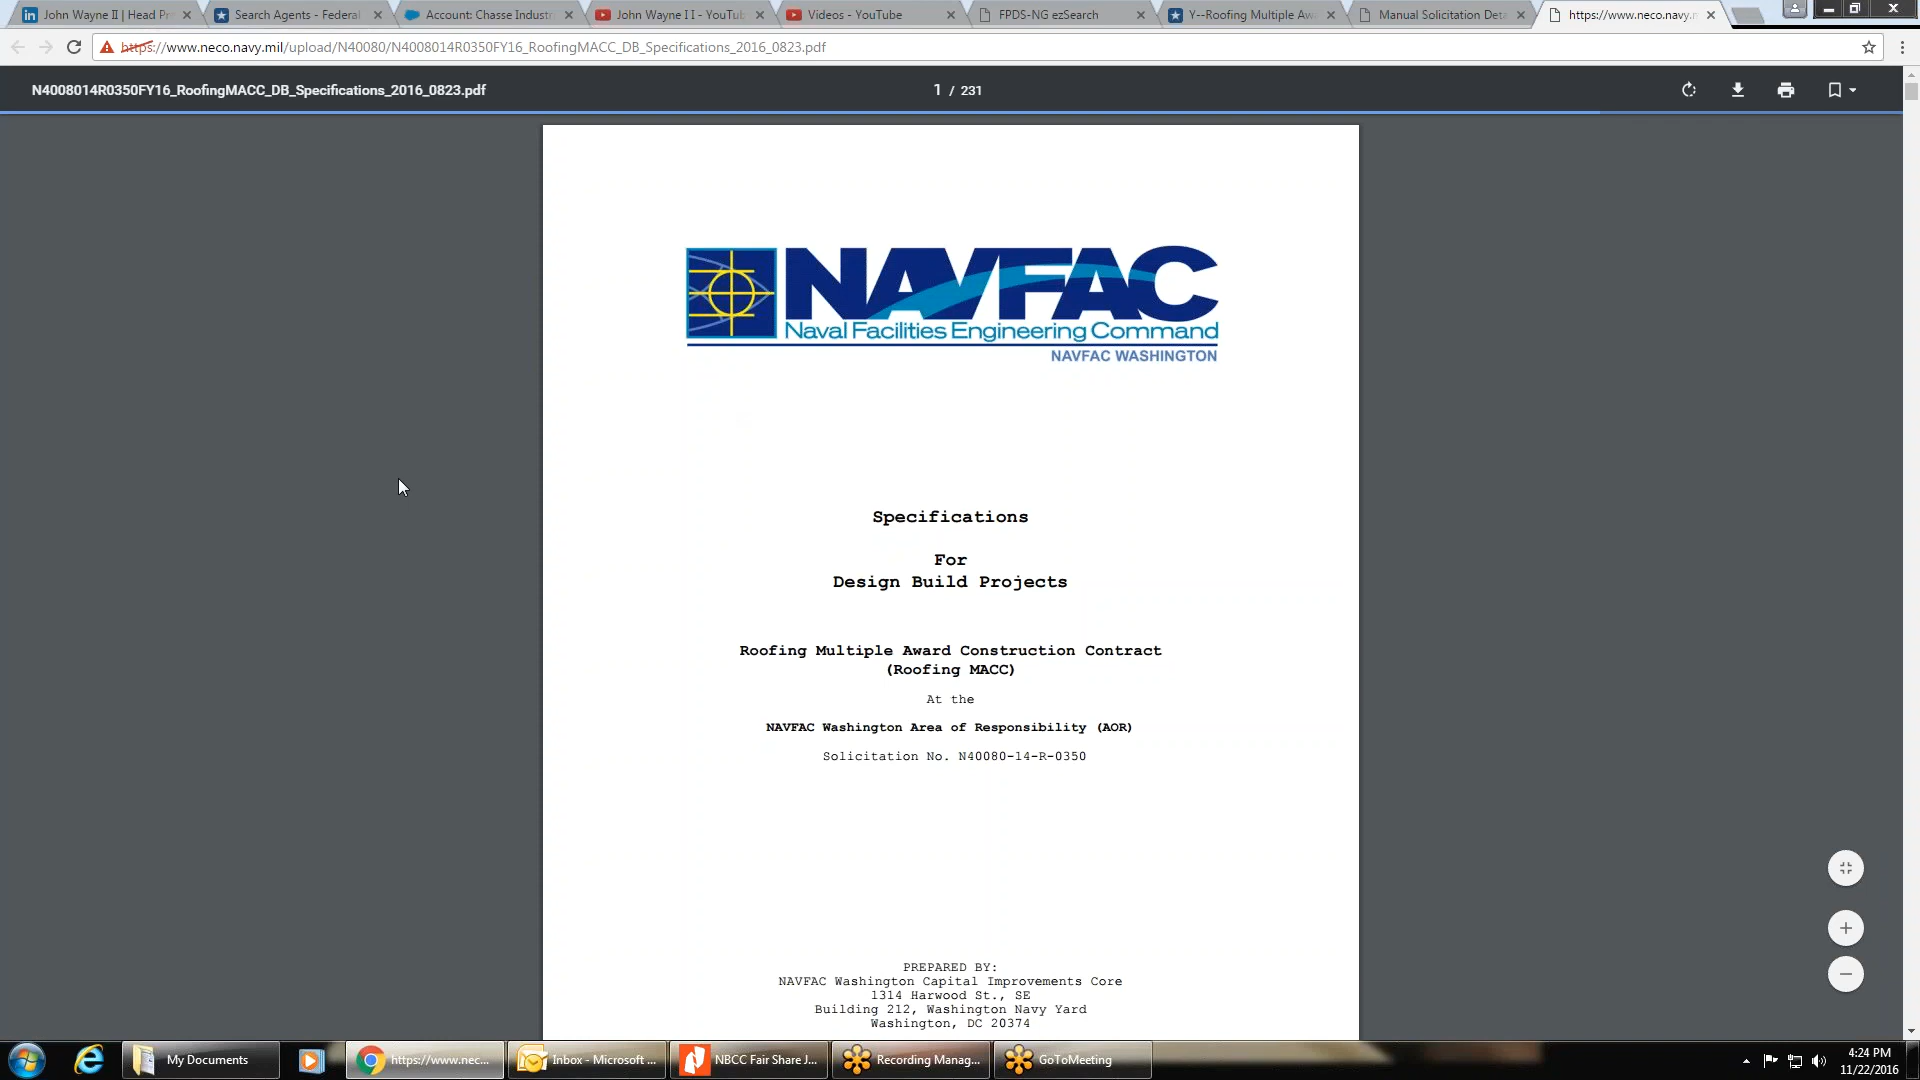 John Wayne II | Head Pr
Search Agents - Federal
Account: Chasse Industr
John Wayne I I - YouTub
Videos - YouTube
FPDS-NG ezSearch
Y--Roofing Multiple Aw
Manual Solicitation Deta
https://www.neco.navy.m
https://www.neco.navy.mil/upload/N40080/N4008014R0350FY16_RoofingMACC_DB_Specifications_2016_0823.pdf
N4008014R0350FY16_RoofingMACC_DB_Specifications_2016_0823.pdf
1 / 231
NAVFAC
Naval Facilities Engineering Command
NAVFAC WASHINGTON
Specifications
For
Design Build Projects
Roofing Multiple Award Construction Contract
(Roofing MACC)
At the
NAVFAC Washington Area of Responsibility (AOR)
Solicitation No. N40080-14-R-0350
PREPARED BY:
NAVFAC Washington Capital Improvements Core
1314 Harwood St., SE
Building 212, Washington Navy Yard
Washington, DC 20374
My Documents
https://www.nec...
Inbox - Microsoft ...
NBCC Fair Share J...
Recording Manag...
GoToMeeting
4:24 PM
11/22/2016